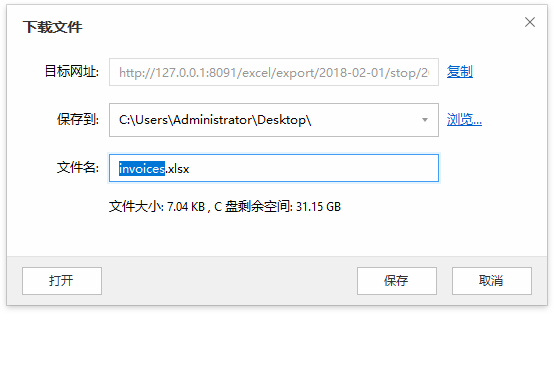 下载文件
目标网址: http://127.0.0.1:8091/excel/export/2018-02-01/stop/20 复制
保存到: C:\Users\Administrator\Desktop\ 浏览...
文件名: invoices.xlsx
文件大小: 7.04 KB , C 盘剩余空间: 31.15 GB
打开 保存 取消